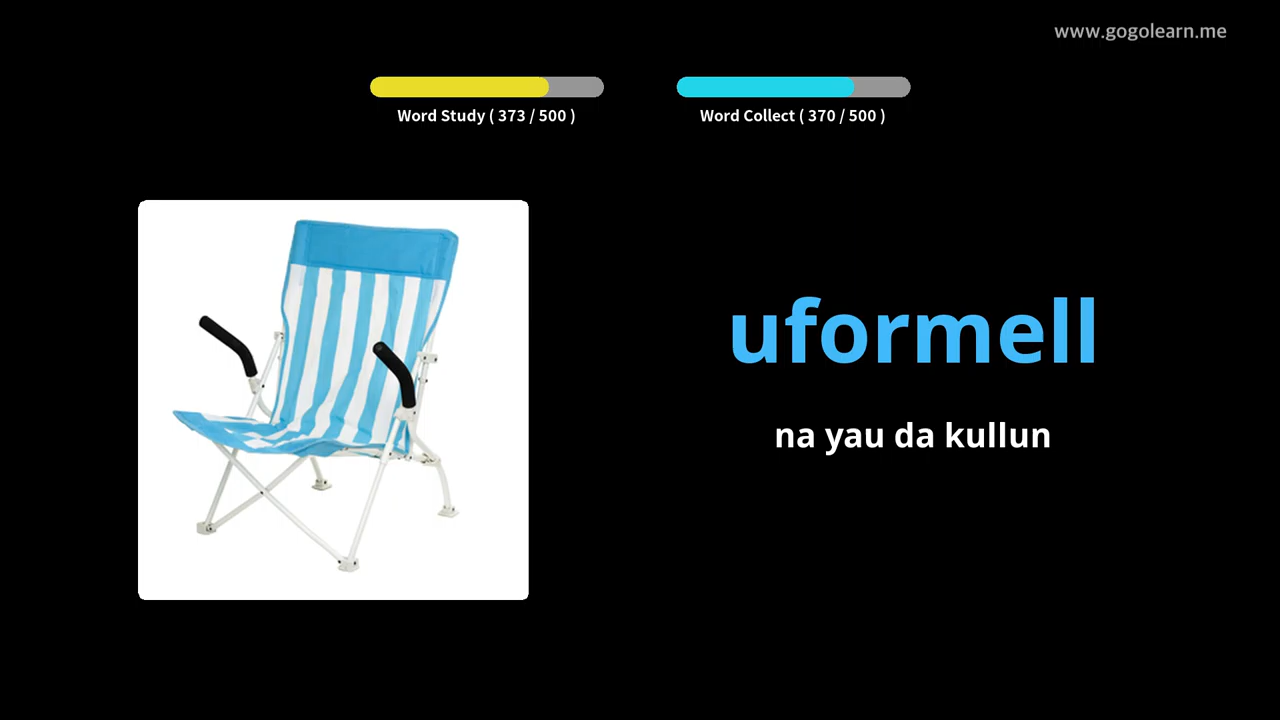 www.gogolearn.me
Word Study ( 373 / 500 )
Word Collect ( 370 / 500 )
uformell
na yau da kullun